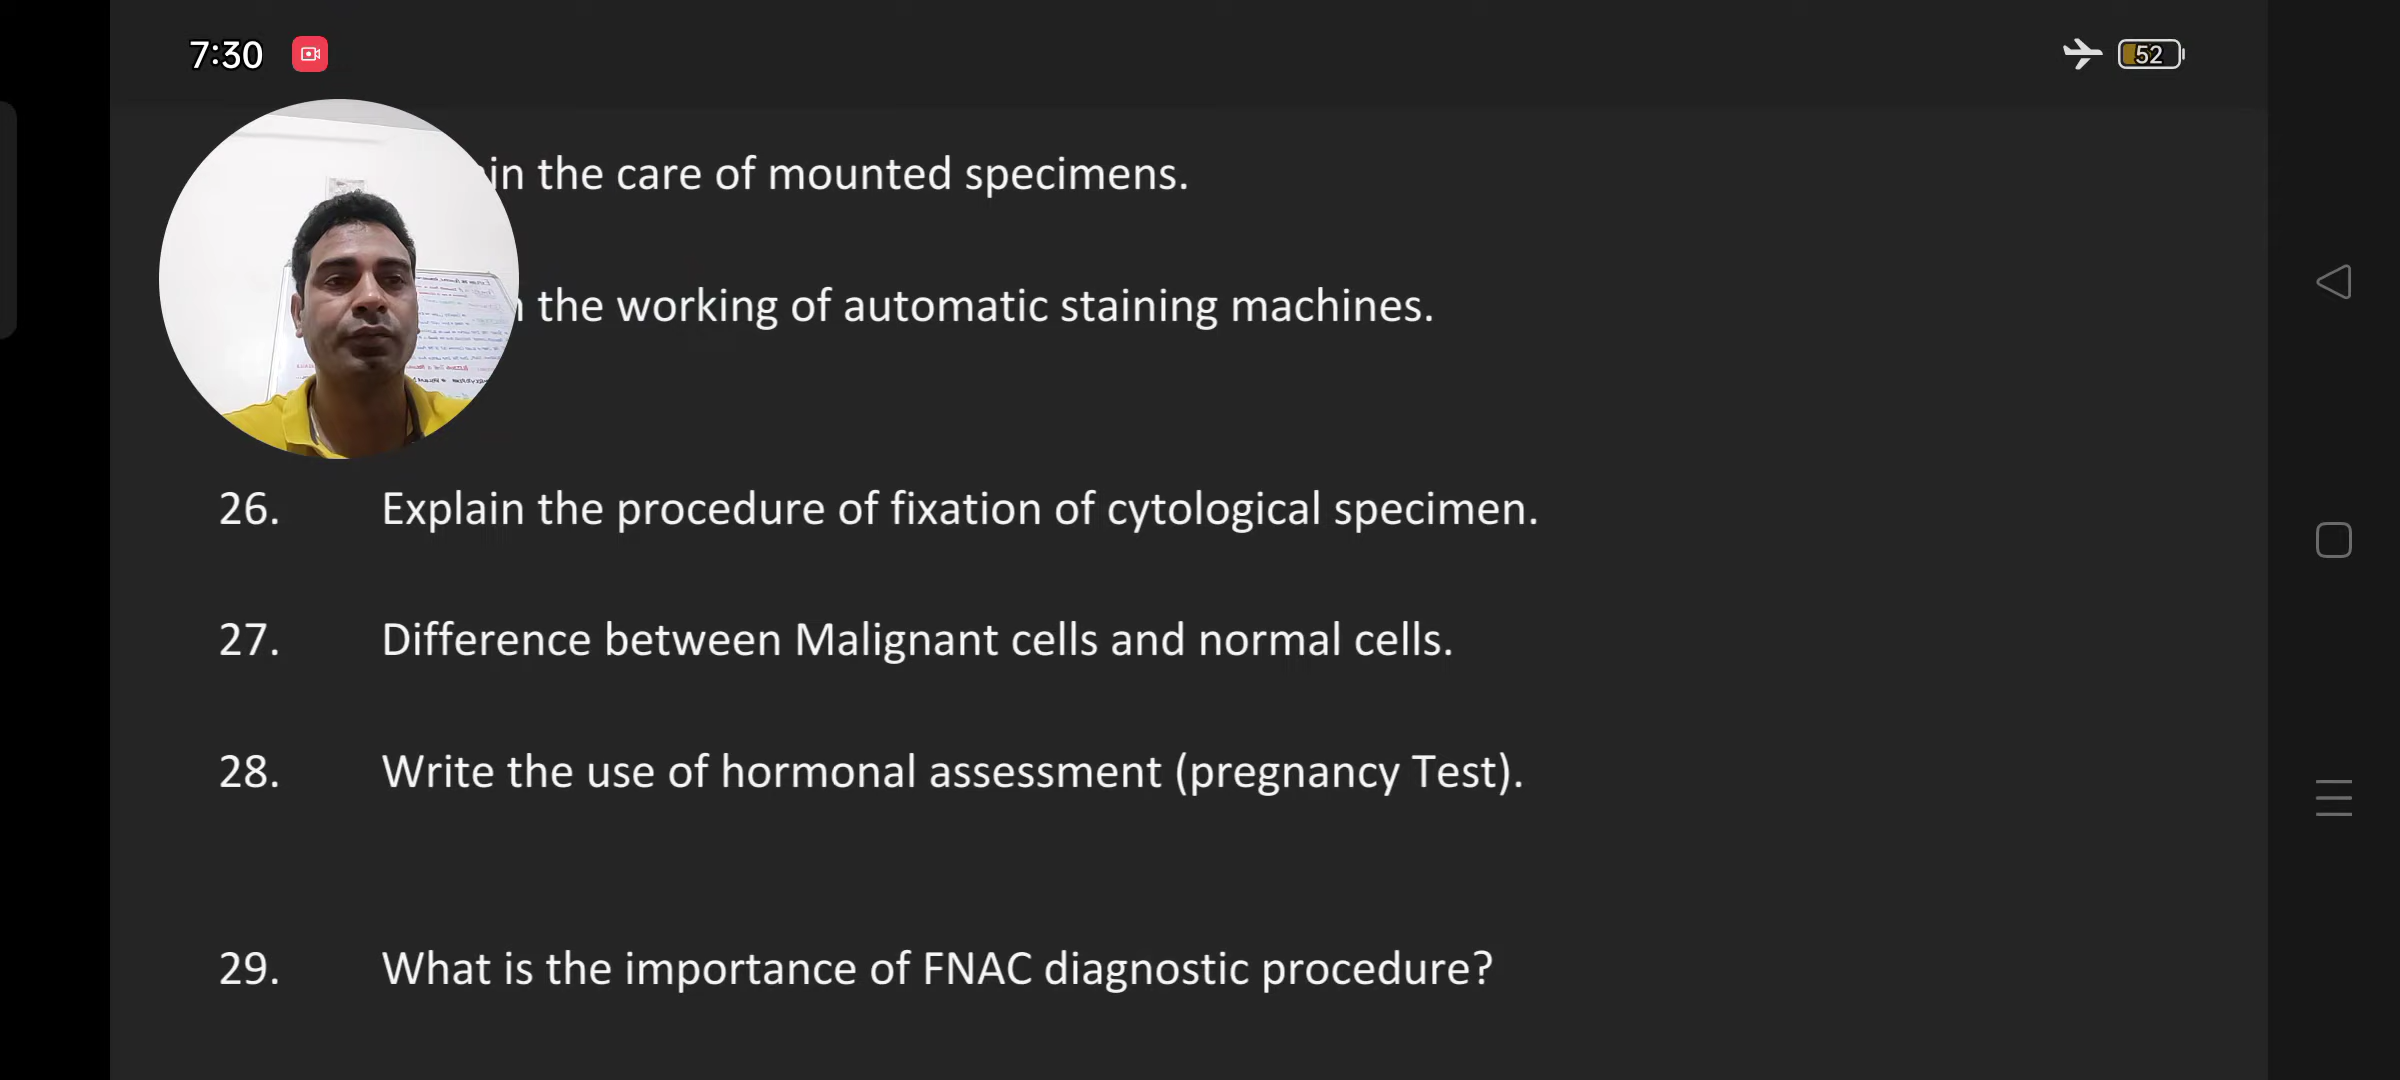 7:30
52
in the care of mounted specimens.
the working of automatic staining machines.
26. Explain the procedure of fixation of cytological specimen.
27. Difference between Malignant cells and normal cells.
28. Write the use of hormonal assessment (pregnancy Test).
29. What is the importance of FNAC diagnostic procedure?